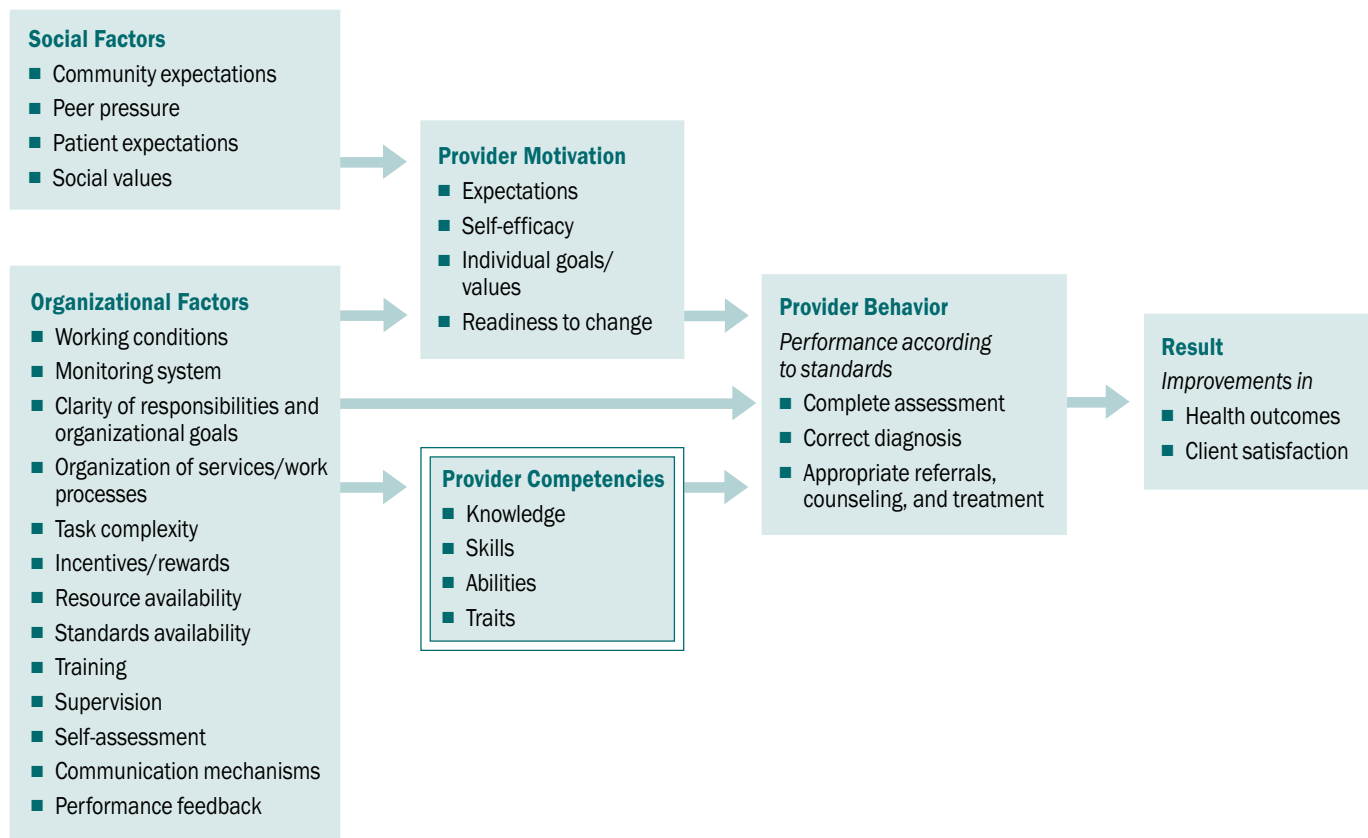 Social Factors
■ Community expectations
■ Peer pressure
■ Patient expectations
■ Social values
Organizational Factors
■ Working conditions
■ Monitoring system
■ Clarity of responsibilities and
organizational goals
■ Organization of services/work
processes
■ Task complexity
■ Incentives/rewards
■ Resource availability
■ Standards availability
■ Training
■ Supervision
■ Self-assessment
■ Communication mechanisms
■ Performance feedback
Provider Motivation
■ Expectations
■ Self-efficacy
■ Individual goals/
values
■ Readiness to change
Provider Competencies
■ Knowledge
■ Skills
■ Abilities
■ Traits
Provider Behavior
Performance according
to standards
■ Complete assessment
■ Correct diagnosis
■ Appropriate referrals,
counseling, and treatment
Result
Improvements in
■ Health outcomes
■ Client satisfaction